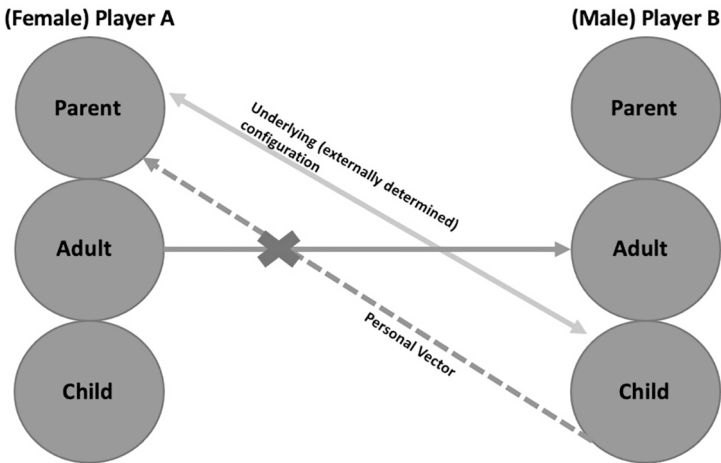 (Female) Player A
(Male) Player B
Parent
Parent
Underlying (externally determined)
configuration
Adult
Adult
Personal Vector
Child
Child